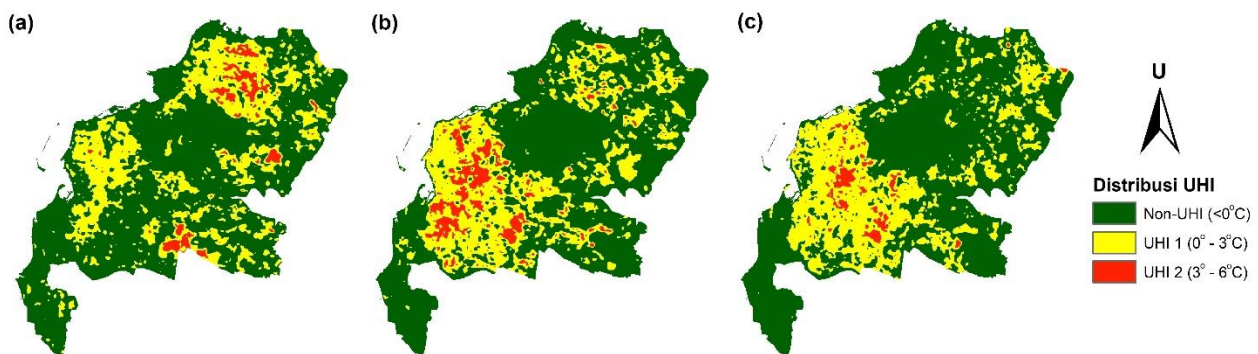 (a)
(b)
(c)
U
Distribusi UHI
Non-UHI (<0°C)
UHI 1 (0° - 3°C)
UHI 2 (3° - 6°C)